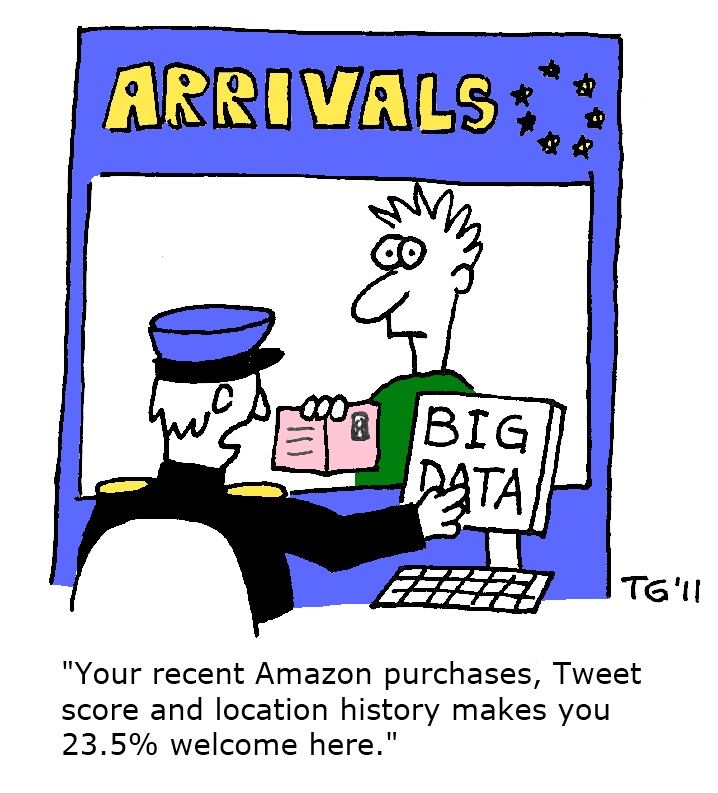 ARRIVALS
BIG
DATA
TG'11
"Your recent Amazon purchases, Tweet
score and location history makes you
23.5% welcome here."